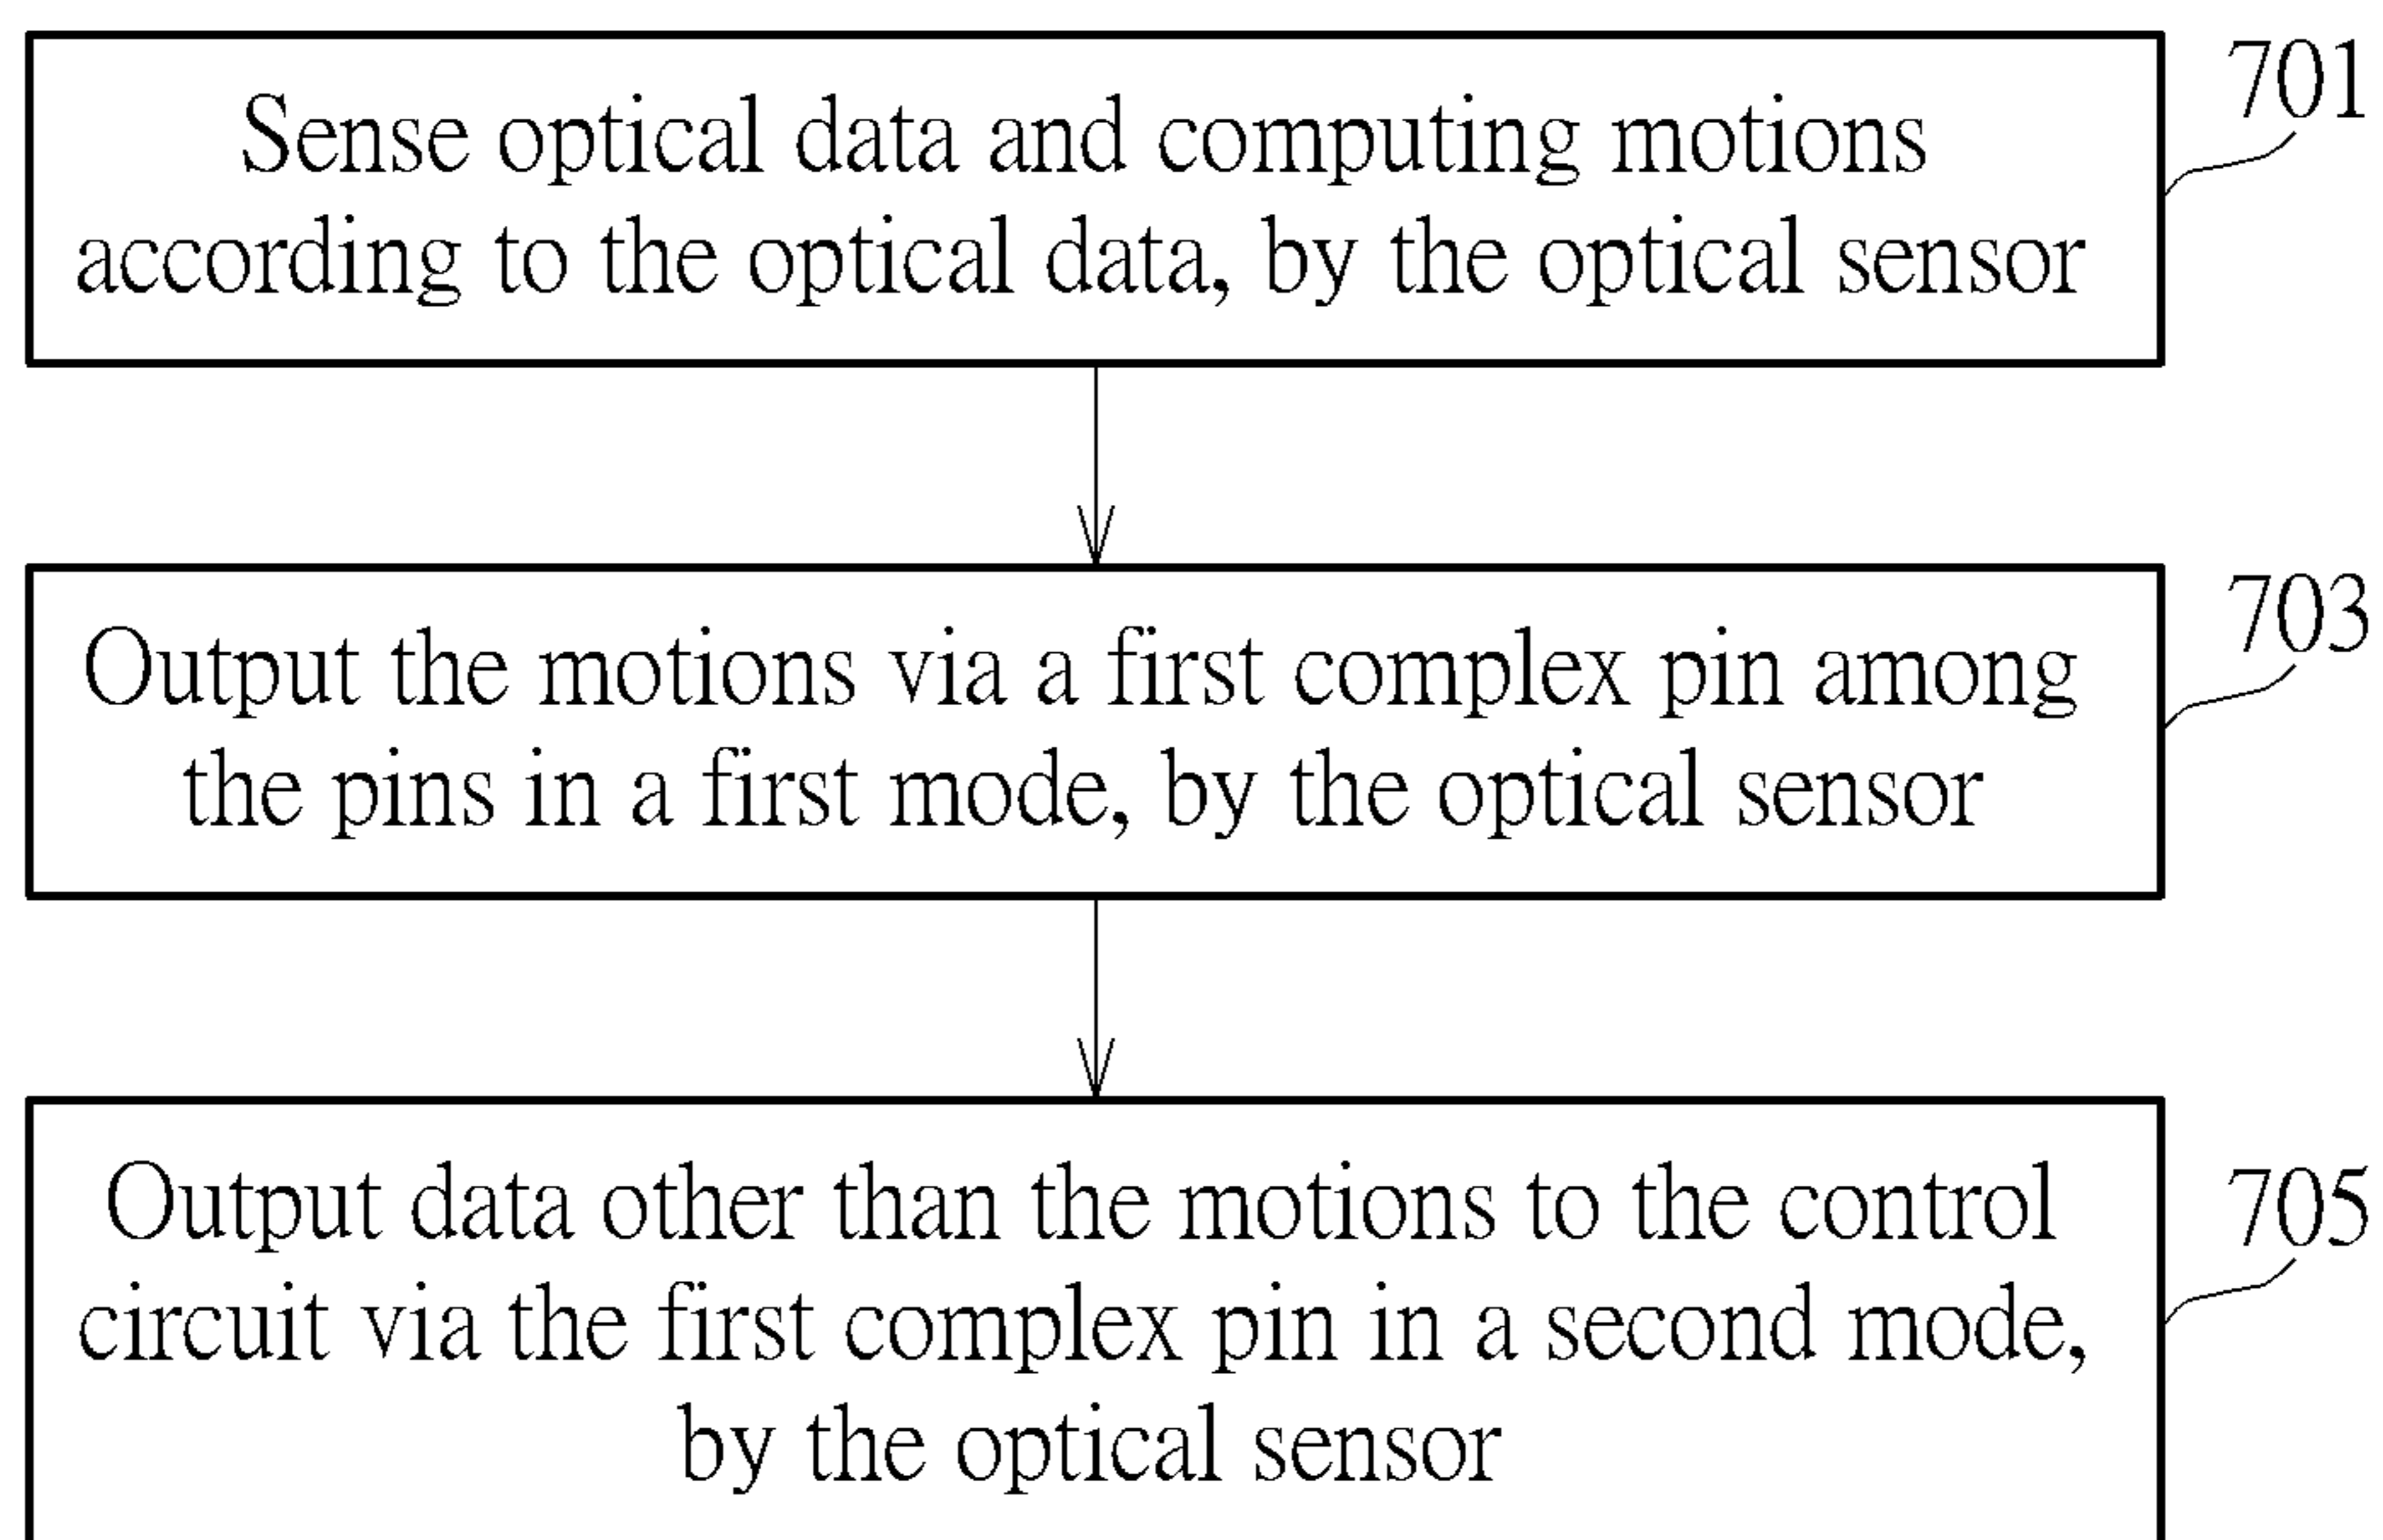 701
Sense optical data and computing motions
according to the optical data, by the optical sensor
703
Output the motions via a first complex pin among
the pins in a first mode, by the optical sensor
705
Output data other than the motions to the control
circuit via the first complex pin in a second mode,
by the optical sensor